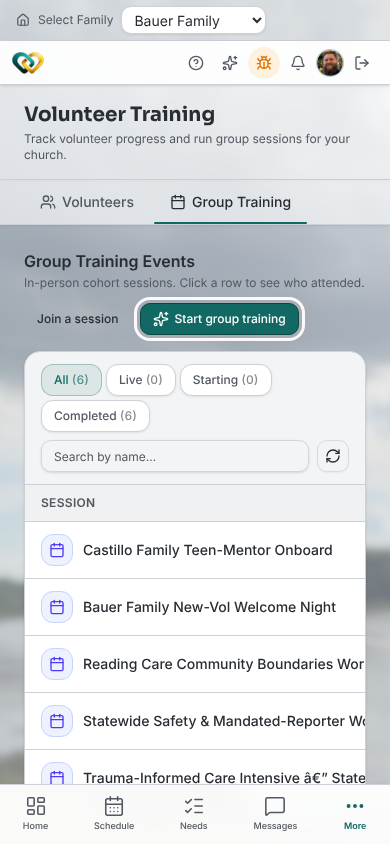 Select Family
Bauer Family
Volunteer Training
Track volunteer progress and run group sessions for your
church.
Volunteers
Group Training
Group Training Events
In-person cohort sessions. Click a row to see who attended.
Join a session
Start group training
All (6)
Live (0)
Starting (0)
Completed (6)
Search by name...
SESSION
Castillo Family Teen-Mentor Onboard
Bauer Family New-Vol Welcome Night
Reading Care Community Boundaries Wor
Statewide Safety & Mandated-Reporter Wo
Trauma-Informed Care Intensive â€” State
Home
Schedule
Needs
Messages
More